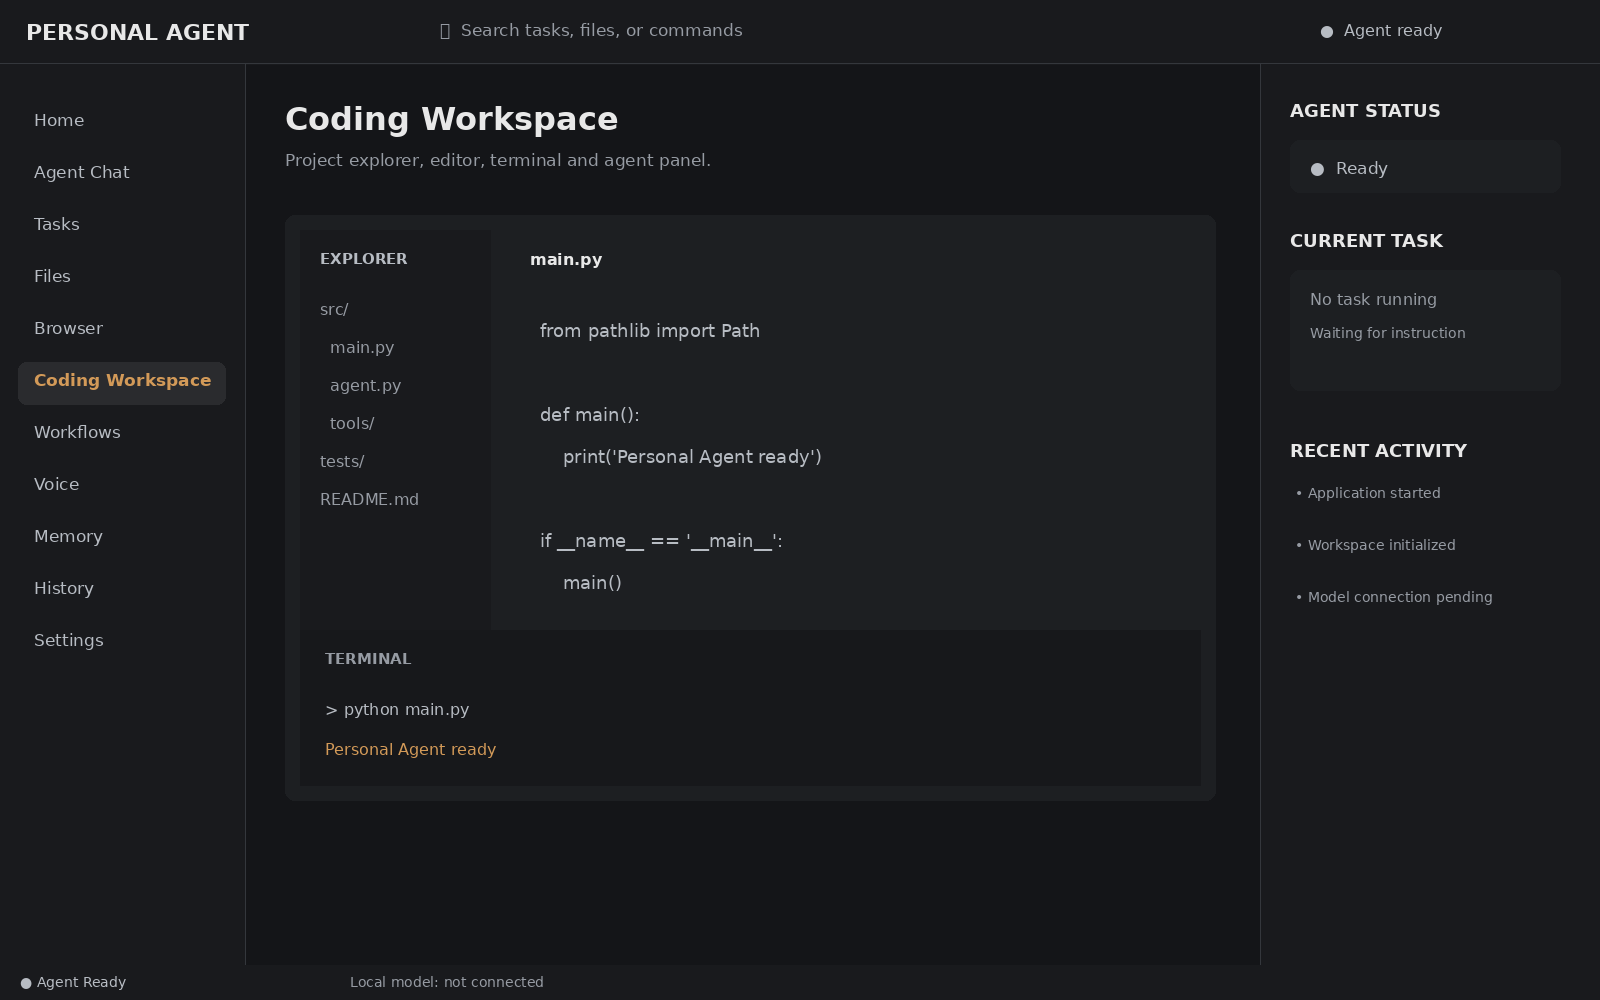 PERSONAL AGENT
Search tasks, files, or commands
● Agent ready
Home
Agent Chat
Tasks
Files
Browser
Coding Workspace
Workflows
Voice
Memory
History
Settings
Coding Workspace
Project explorer, editor, terminal and agent panel.
EXPLORER
src/
main.py
agent.py
tools/
tests/
README.md
main.py
from pathlib import Path
def main():
    print('Personal Agent ready')
if __name__ == '__main__':
    main()
TERMINAL
> python main.py
Personal Agent ready
AGENT STATUS
● Ready
CURRENT TASK
No task running
Waiting for instruction
RECENT ACTIVITY
• Application started
• Workspace initialized
• Model connection pending
● Agent Ready
Local model: not connected